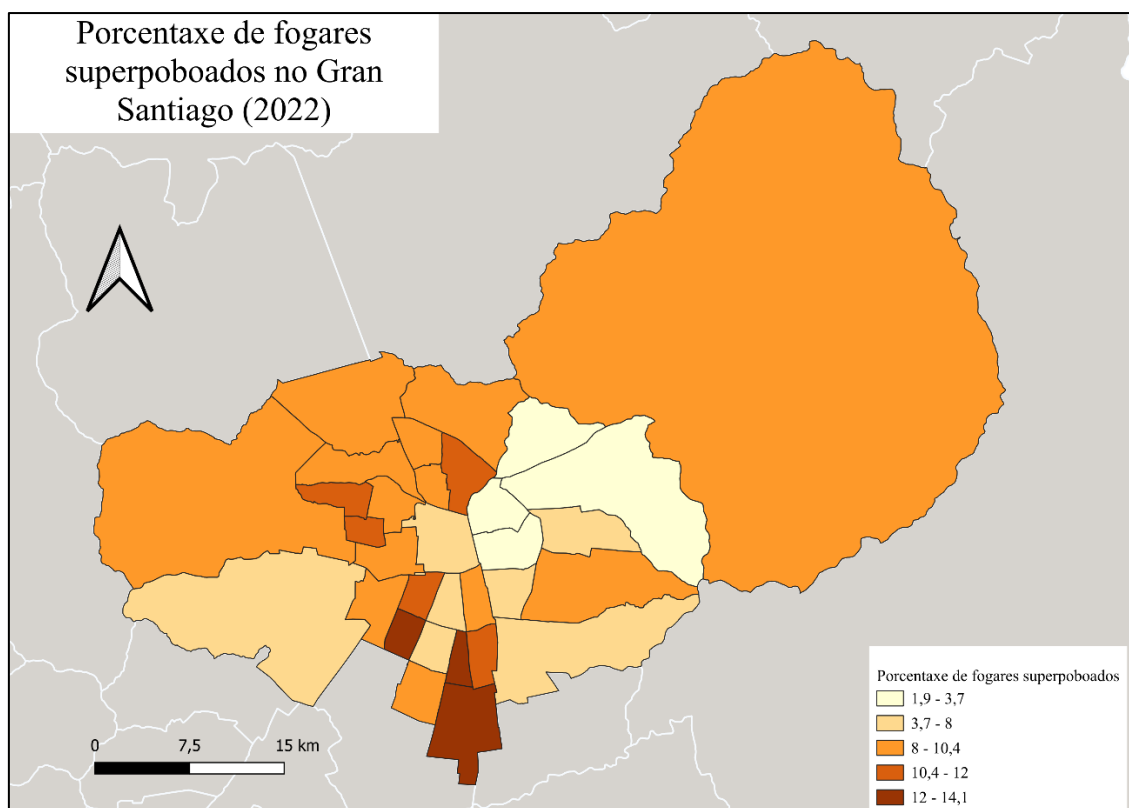 Porcentaxe de fogares
superpoboados no Gran
Santiago (2022)
0 7,5 15 km
Porcentaxe de fogares superpoboados
1,9 - 3,7
3,7 - 8
8 - 10,4
10,4 - 12
12 - 14,1